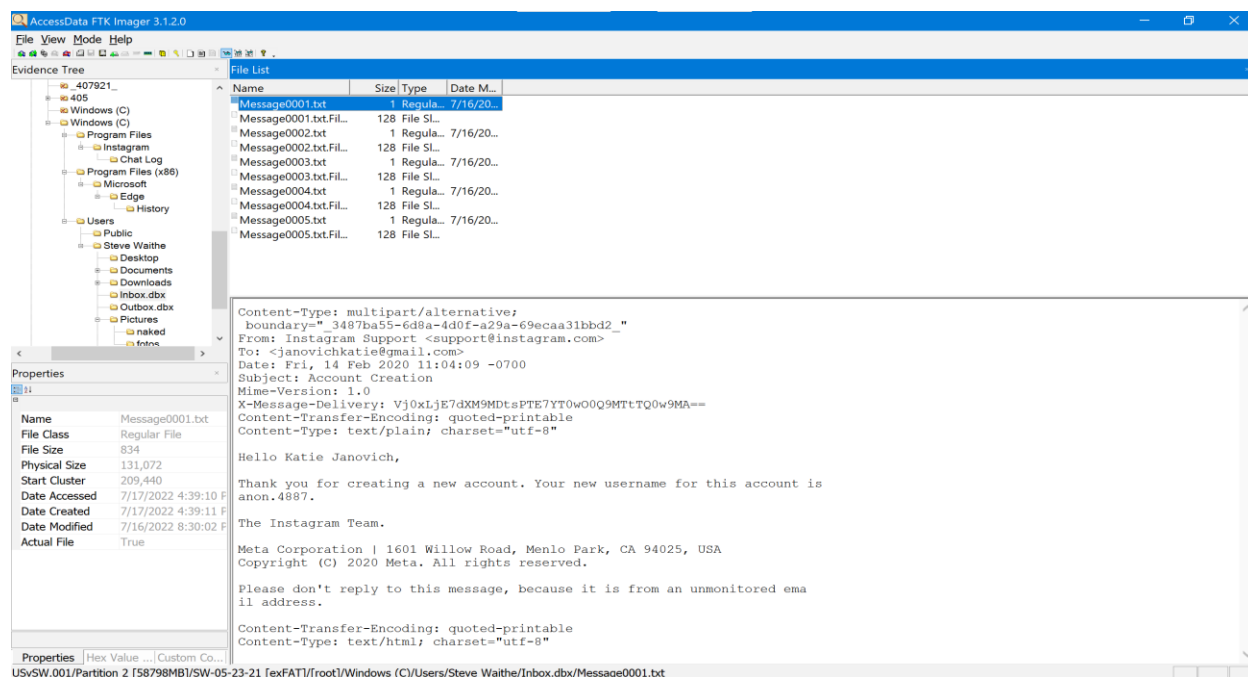 AccessData FTK Imager 3.1.2.0
File View Mode Help
Evidence Tree
_407921_
405
Windows (C)
Windows (C)
Program Files
Instagram
Chat Log
Program Files (x86)
Microsoft
Edge
History
Users
Public
Steve Waithe
Desktop
Documents
Downloads
Inbox.dbx
Outbox.dbx
Pictures
naked
fotos
File List
Name Size Type Date M...
Message0001.txt 1 Regula... 7/16/20...
Message0001.txt.Fil... 128 File Sl...
Message0002.txt 1 Regula... 7/16/20...
Message0002.txt.Fil... 128 File Sl...
Message0003.txt 1 Regula... 7/16/20...
Message0003.txt.Fil... 128 File Sl...
Message0004.txt 1 Regula... 7/16/20...
Message0004.txt.Fil... 128 File Sl...
Message0005.txt 1 Regula... 7/16/20...
Message0005.txt.Fil... 128 File Sl...
Properties
Name Message0001.txt
File Class Regular File
File Size 834
Physical Size 131,072
Start Cluster 209,440
Date Accessed 7/17/2022 4:39:10 P
Date Created 7/17/2022 4:39:11 P
Date Modified 7/16/2022 8:30:02 P
Actual File True
Properties Hex Value ... Custom Co...
Content-Type: multipart/alternative;
boundary="_3487ba55-6d8a-4d0f-a29a-69ecaa31bbd2_"
From: Instagram Support <support@instagram.com>
To: <janovichkatie@gmail.com>
Date: Fri, 14 Feb 2020 11:04:09 -0700
Subject: Account Creation
Mime-Version: 1.0
X-Message-Delivery: Vj0xLjE7dXM9MDtsPTE7YT0wO0Q9MTtTQ0w9MA==
Content-Transfer-Encoding: quoted-printable
Content-Type: text/plain; charset="utf-8"
Hello Katie Janovich,
Thank you for creating a new account. Your new username for this account is
anon.4887.
The Instagram Team.
Meta Corporation | 1601 Willow Road, Menlo Park, CA 94025, USA
Copyright (C) 2020 Meta. All rights reserved.
Please don't reply to this message, because it is from an unmonitored ema
il address.
Content-Transfer-Encoding: quoted-printable
Content-Type: text/html; charset="utf-8"
USvSW.001/Partition 2 [58798MB]/SW-05-23-21 [exFAT]/[root]/Windows (C)/Users/Steve Waithe/Inbox.dbx/Message0001.txt